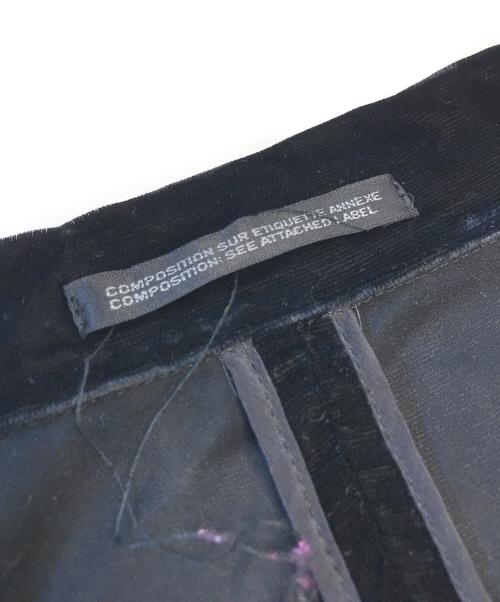 COMPOSITION SUR ETIQUETTE ANNEXE
COMPOSITION: SEE ATTACHED LABEL